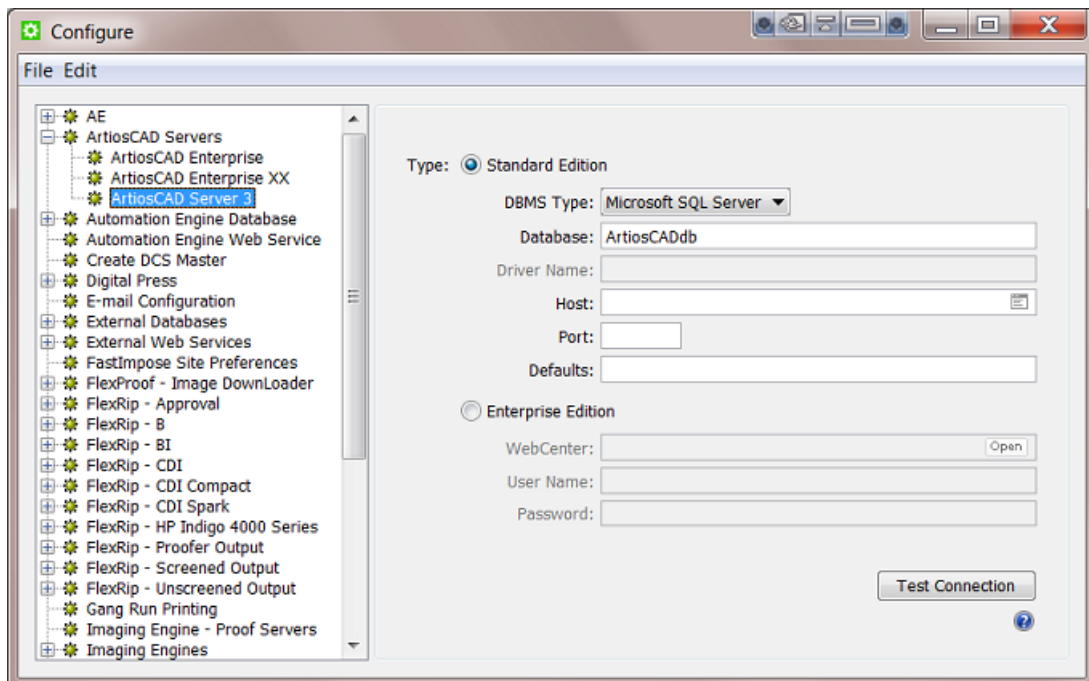 Configure
File Edit
AE
ArtiosCAD Servers
ArtiosCAD Enterprise
ArtiosCAD Enterprise XX
ArtiosCAD Server 3
Automation Engine Database
Automation Engine Web Service
Create DCS Master
Digital Press
E-mail Configuration
External Databases
External Web Services
FastImpose Site Preferences
FlexProof - Image DownLoader
FlexRip - Approval
FlexRip - B
FlexRip - BI
FlexRip - CDI
FlexRip - CDI Compact
FlexRip - CDI Spark
FlexRip - HP Indigo 4000 Series
FlexRip - Proofer Output
FlexRip - Screened Output
FlexRip - Unscreened Output
Gang Run Printing
Imaging Engine - Proof Servers
Imaging Engines
Type: Standard Edition
DBMS Type: Microsoft SQL Server
Database: ArtiosCADdb
Driver Name:
Host:
Port:
Defaults:
Enterprise Edition
WebCenter: Open
User Name:
Password:
Test Connection